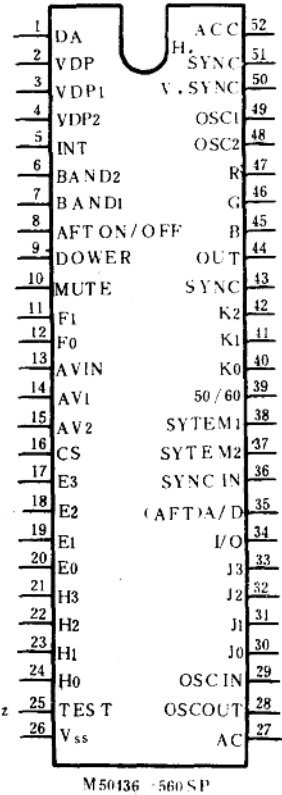 1 DA ACC 52
2 VDP H. SYNC 51
3 VDP1 V.SYNC 50
4 VDP2 OSC1 49
5 INT OSC2 48
6 BAND2 R 47
7 BAND1 G 46
8 AFT ON/OFF B 45
9 DOWER OUT 44
10 MUTE SYNC 43
11 F1 K2 42
12 F0 K1 41
13 AVIN K0 40
14 AV1 50/60 39
15 AV2 SYTEM1 38
16 CS SYTEM2 37
17 E3 SYNC IN 36
18 E2 (AFT)A/D 35
19 E1 I/O 34
20 E0 J3 33
21 H3 J2 32
22 H2 J1 31
23 H1 J0 30
24 H0 OSCIN 29
z 25 TEST OSCOUT 28
26 Vss AC 27
M50436-560SP